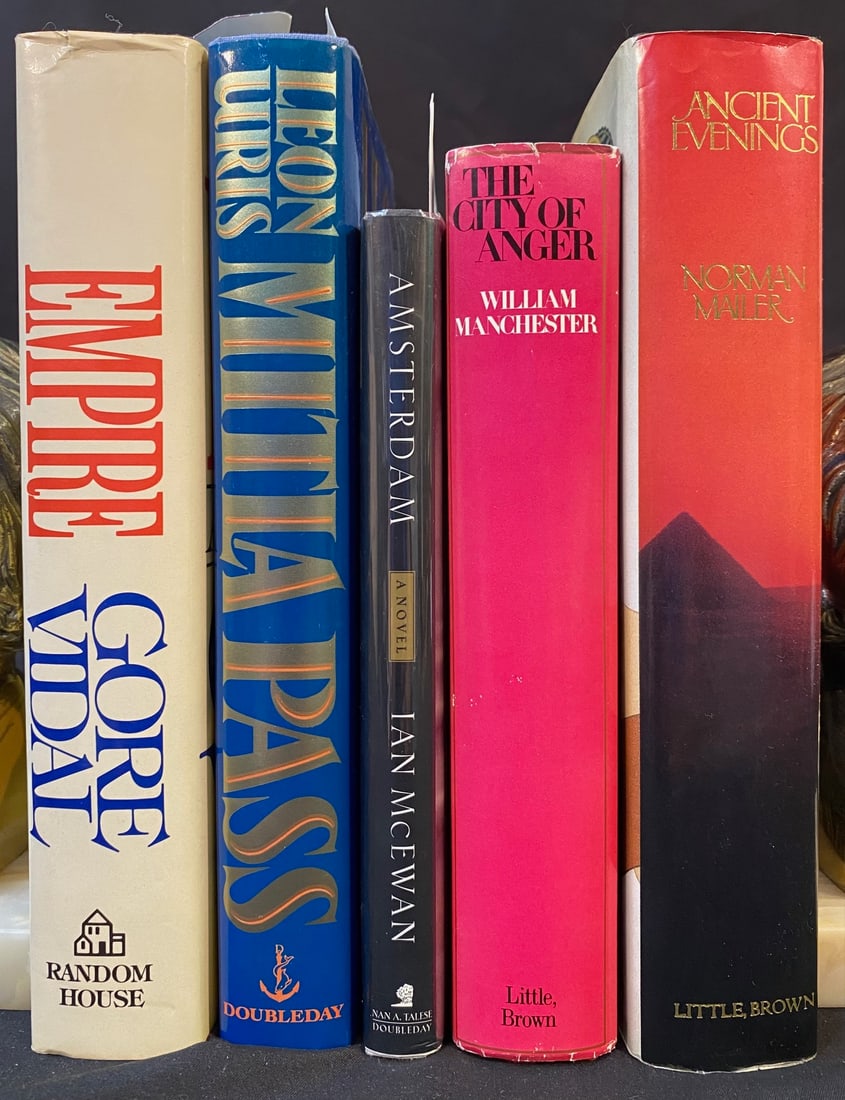 EMPIRE
GORE
VIDAL
RANDOM
HOUSE
LEON
URIS
MITLA PASS
DOUBLEDAY
AMSTERDAM
A NOVEL
IAN McEWAN
NAN A. TALESE
DOUBLEDAY
THE
CITY OF
ANGER
WILLIAM
MANCHESTER
Little,
Brown
ANCIENT
EVENINGS
NORMAN
MAILER
LITTLE, BROWN